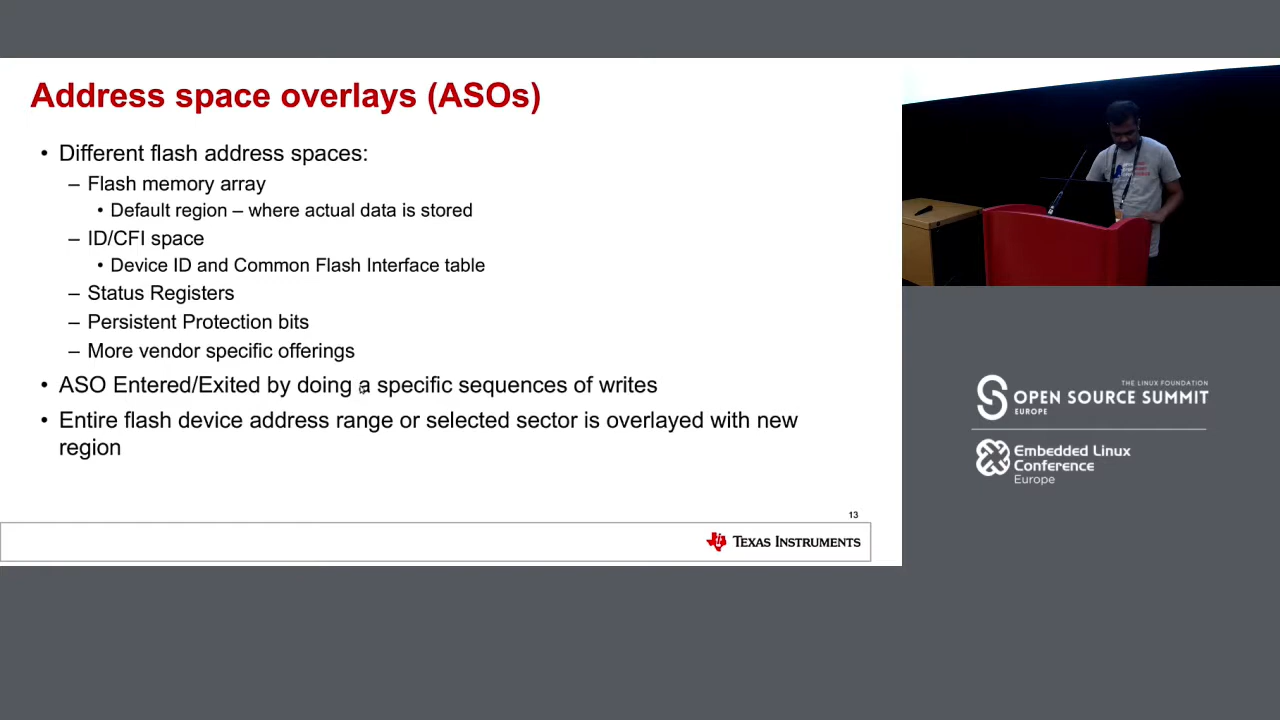 Address space overlays (ASOs)
• Different flash address spaces:
– Flash memory array
• Default region – where actual data is stored
– ID/CFI space
• Device ID and Common Flash Interface table
– Status Registers
– Persistent Protection bits
– More vendor specific offerings
• ASO Entered/Exited by doing a specific sequences of writes
• Entire flash device address range or selected sector is overlayed with new
region
13
TEXAS INSTRUMENTS
THE LINUX FOUNDATION
OPEN SOURCE SUMMIT
EUROPE
Embedded Linux
Conference
Europe